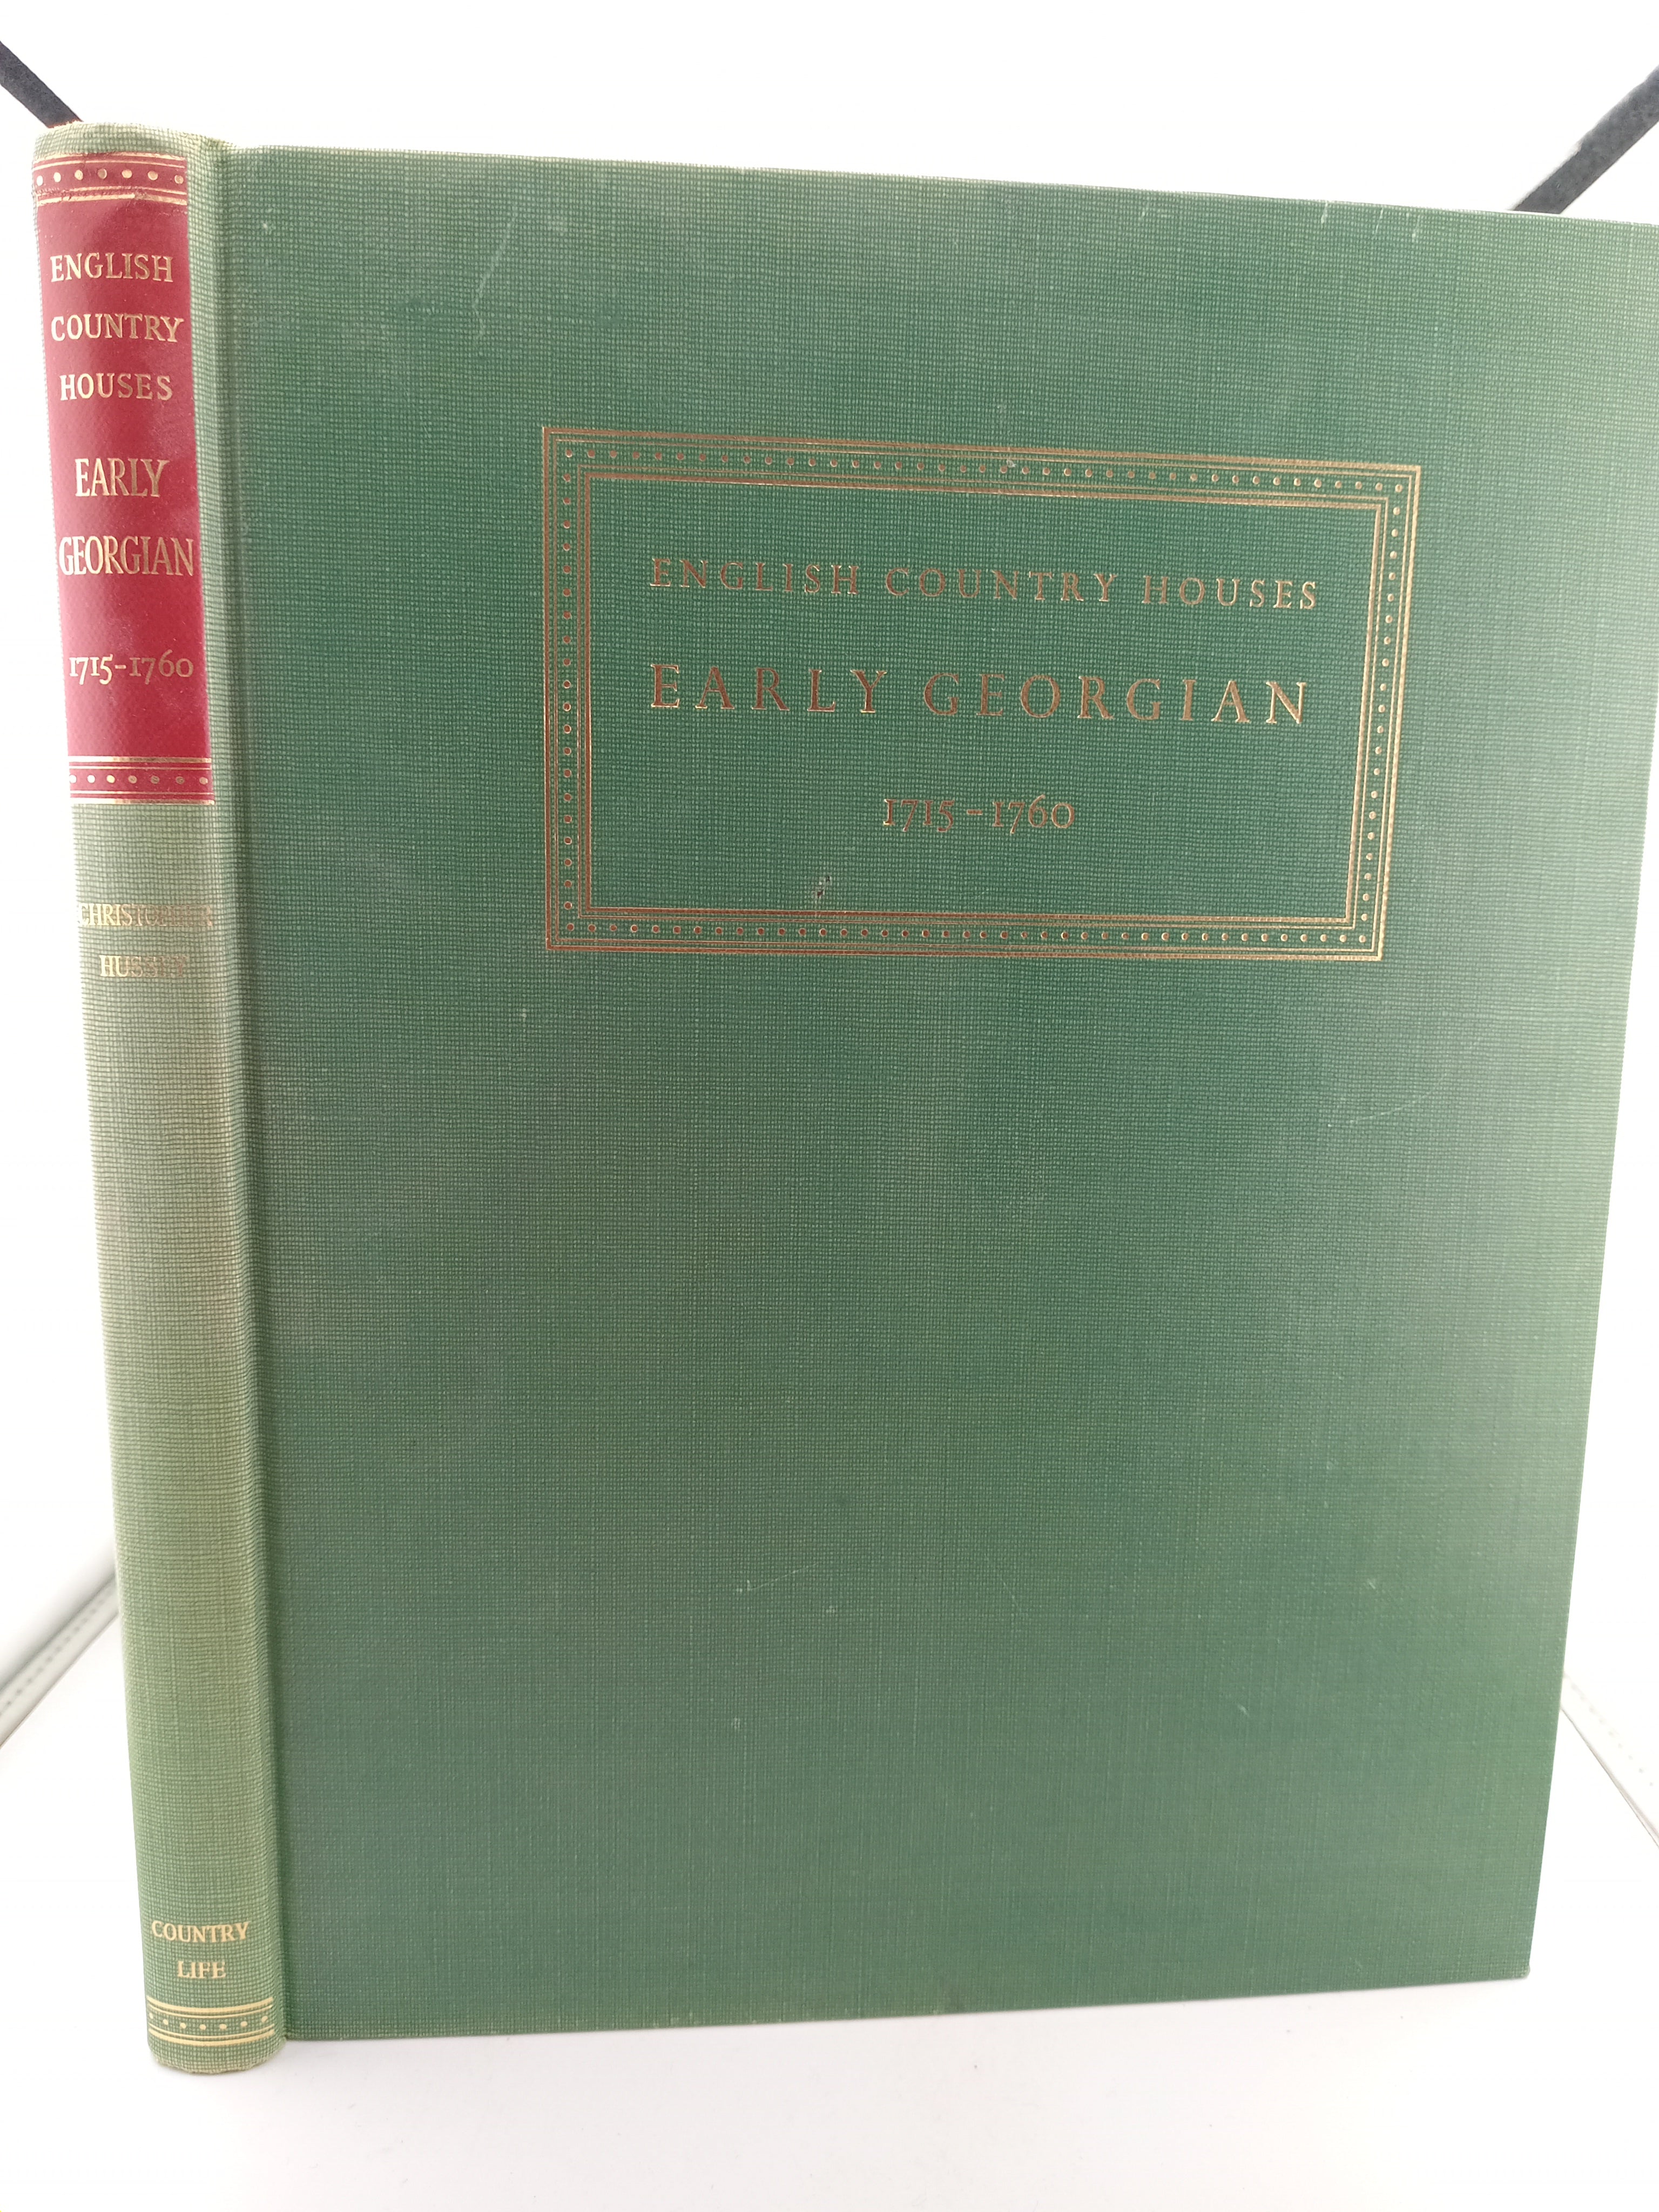 ENGLISH
COUNTRY
HOUSES
EARLY
GEORGIAN
1715-1760
CHRISTOPHER
HUSSEY
COUNTRY
LIFE
ENGLISH COUNTRY HOUSES
EARLY GEORGIAN
1715-1760